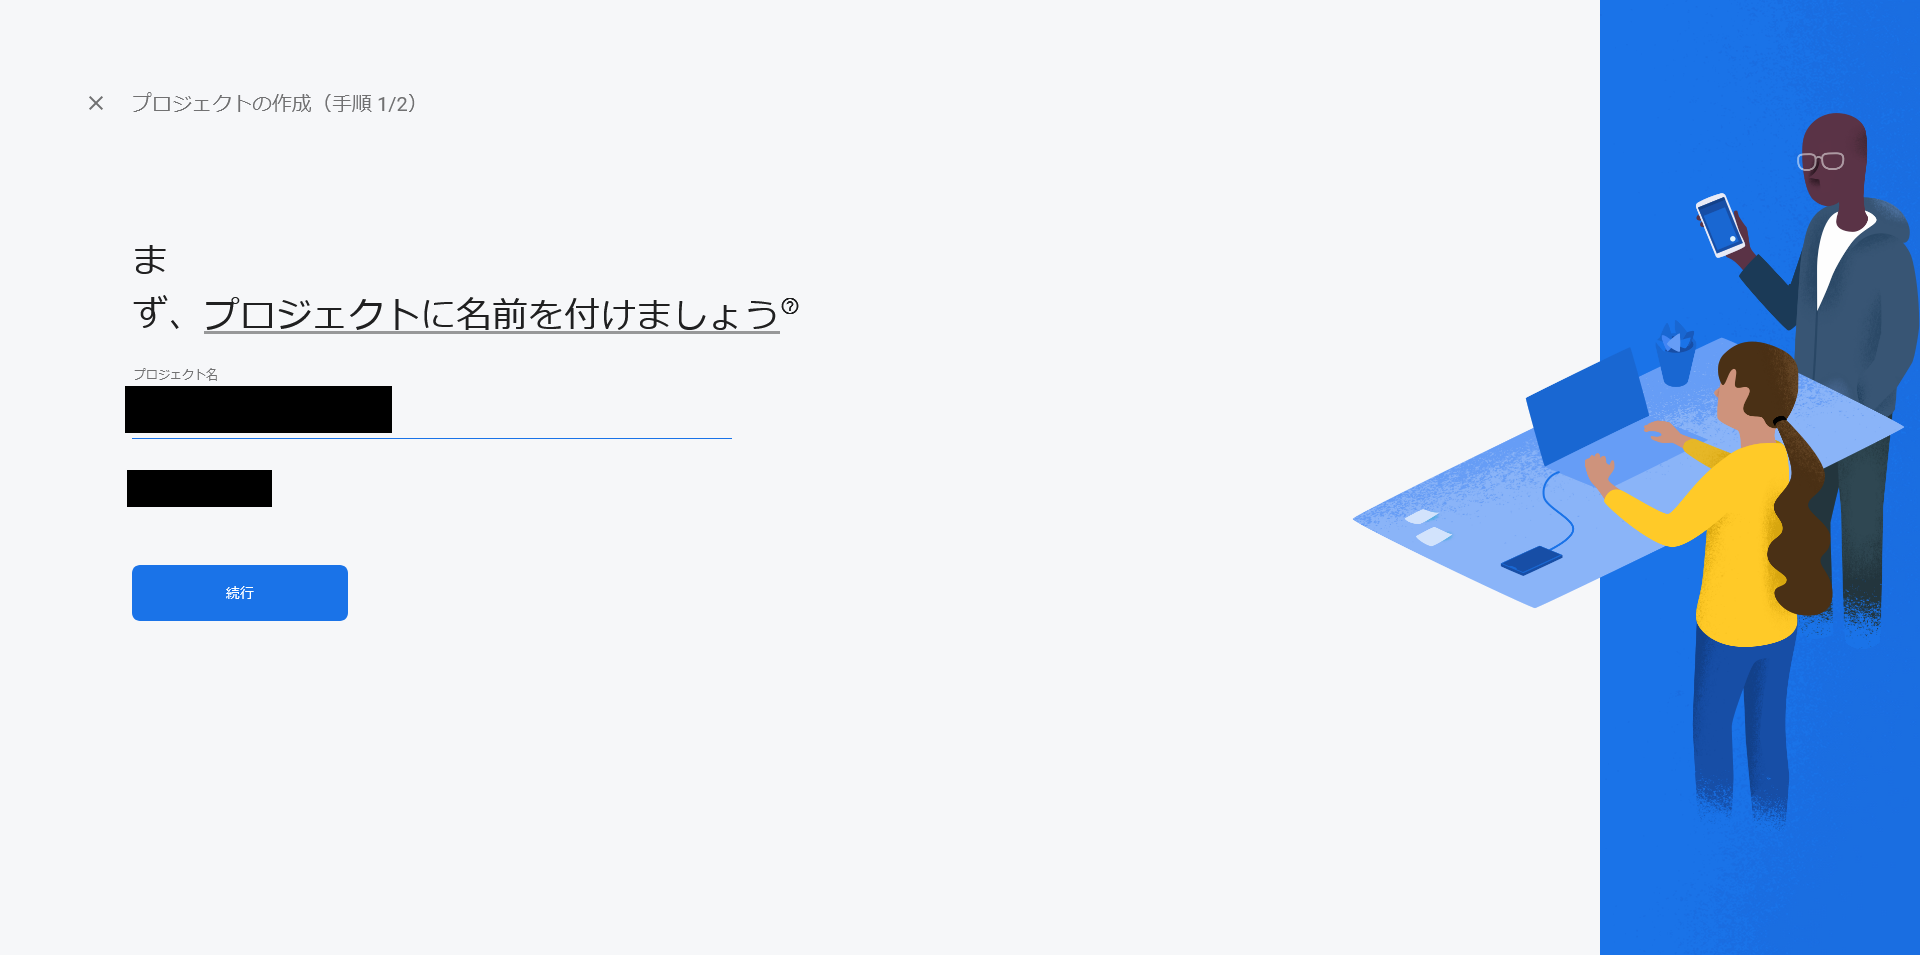 プロジェクトの作成（手順 1/2）
ま
ず、プロジェクトに名前を付けましょう
プロジェクト名
続行